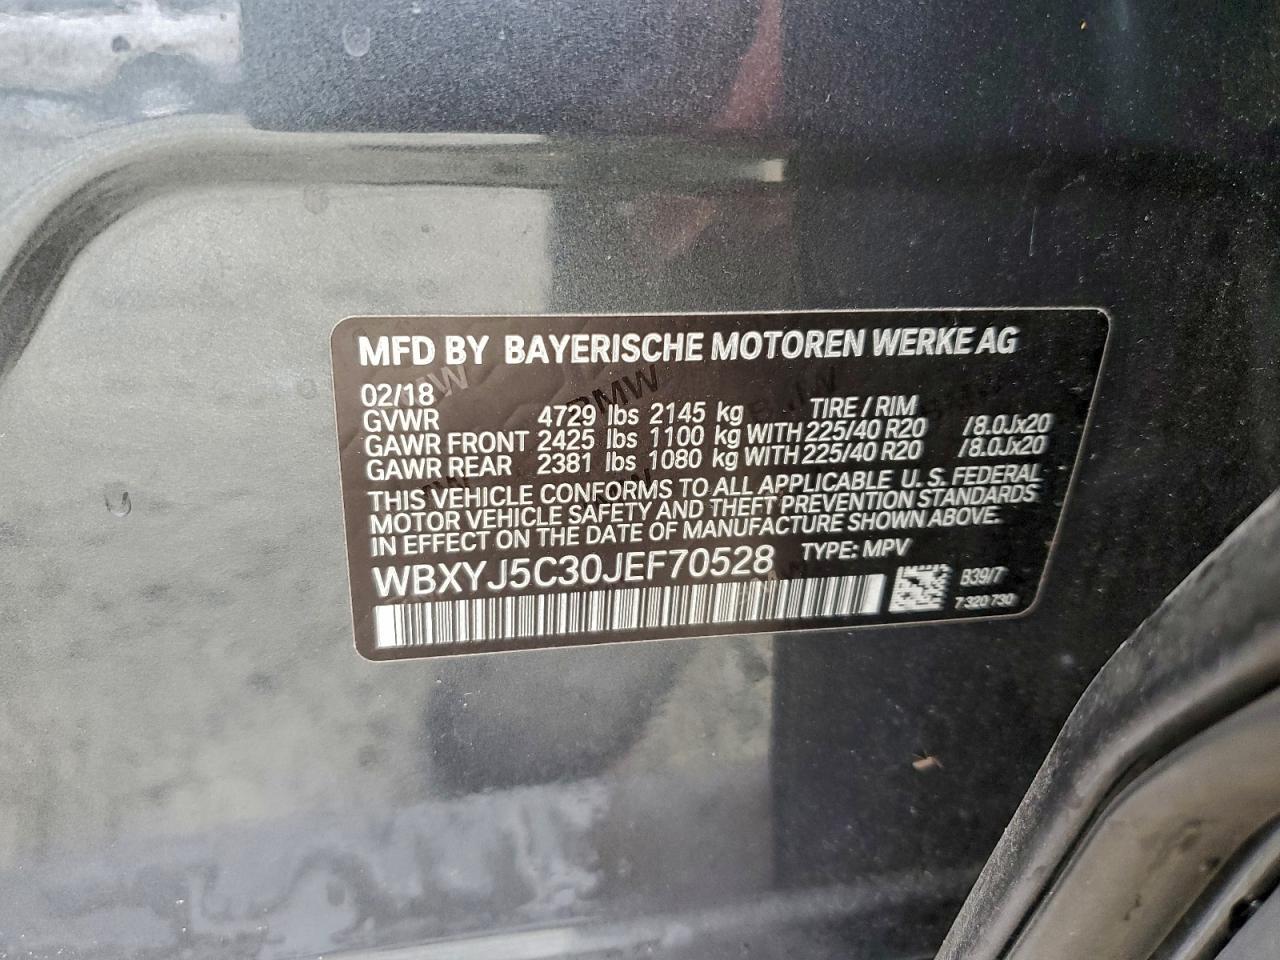 MFD BY BAYERISCHE MOTOREN WERKE AG
02/18
GVWR 4729 lbs 2145 kg TIRE / RIM
GAWR FRONT 2425 lbs 1100 kg WITH 225/40 R20 /8.0Jx20
GAWR REAR 2381 lbs 1080 kg WITH 225/40 R20 /8.0Jx20
THIS VEHICLE CONFORMS TO ALL APPLICABLE U. S. FEDERAL
MOTOR VEHICLE SAFETY AND THEFT PREVENTION STANDARDS
IN EFFECT ON THE DATE OF MANUFACTURE SHOWN ABOVE.
WBXYJ5C30JEF70528 TYPE: MPV
B39/7
7 320 730